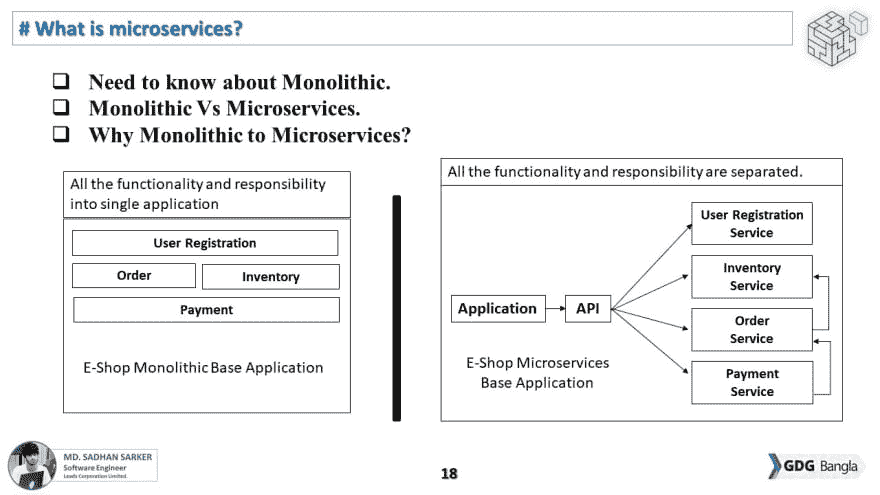 # What is microservices?
Need to know about Monolithic.
Monolithic Vs Microservices.
Why Monolithic to Microservices?
All the functionality and responsibility
into single application
User Registration
Order
Inventory
Payment
E-Shop Monolithic Base Application
All the functionality and responsibility are separated.
Application
API
User Registration
Service
Inventory
Service
Order
Service
Payment
Service
E-Shop Microservices
Base Application
MD. SADHAN SARKER
Software Engineer
Leads Corporation Limited.
18
GDG Bangla